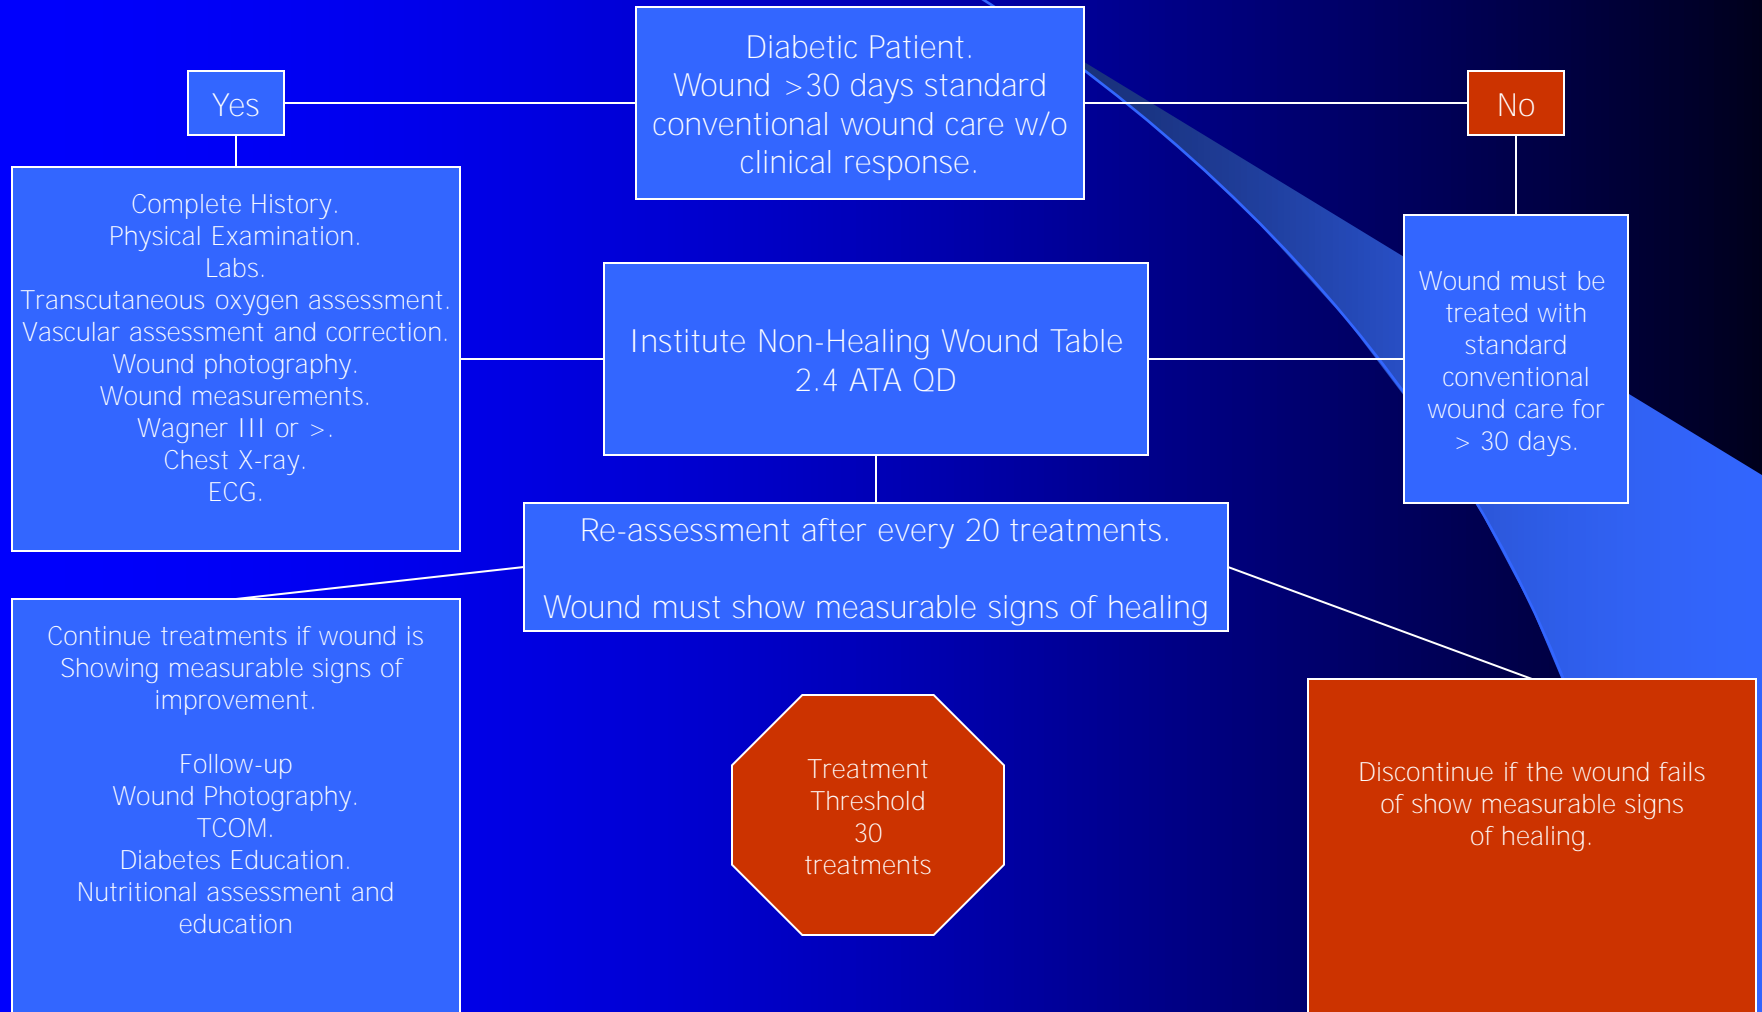 Diabetic Patient.
Wound >30 days standard
conventional wound care w/o
clinical response.
Yes
No
Complete History.
Physical Examination.
Labs.
Transcutaneous oxygen assessment.
Vascular assessment and correction.
Wound photography.
Wound measurements.
Wagner III or >.
Chest X-ray.
ECG.
Institute Non-Healing Wound Table
2.4 ATA QD
Wound must be
treated with
standard
conventional
wound care for
> 30 days.
Re-assessment after every 20 treatments.
Wound must show measurable signs of healing
Continue treatments if wound is
Showing measurable signs of
improvement.
Follow-up
Wound Photography.
TCOM.
Diabetes Education.
Nutritional assessment and
education
Treatment
Threshold
30
treatments
Discontinue if the wound fails
of show measurable signs
of healing.